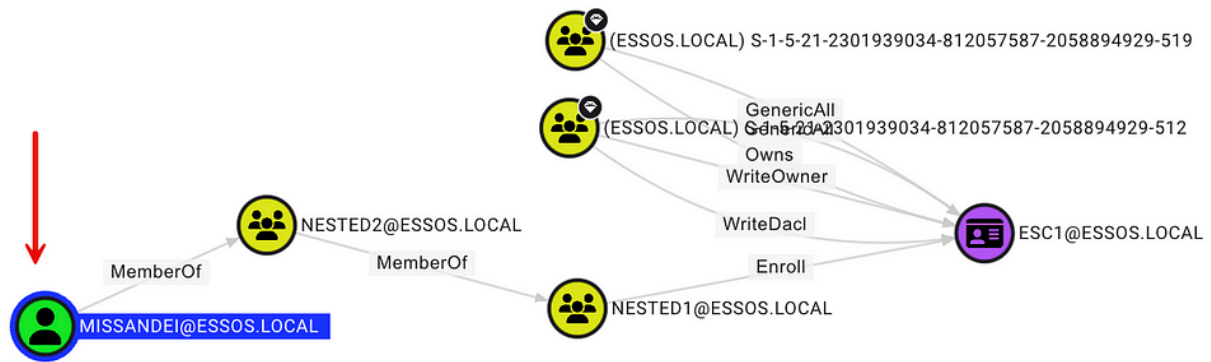 (ESSOS.LOCAL) S-1-5-21-2301939034-812057587-2058894929-519
GenericAll
(ESSOS.LOCAL) S-1-5-21-2301939034-812057587-2058894929-512
GenericAll
Owns
WriteOwner
NESTED2@ESSOS.LOCAL
WriteDacl
ESC1@ESSOS.LOCAL
MemberOf
MemberOf
Enroll
NESTED1@ESSOS.LOCAL
MISSANDEI@ESSOS.LOCAL